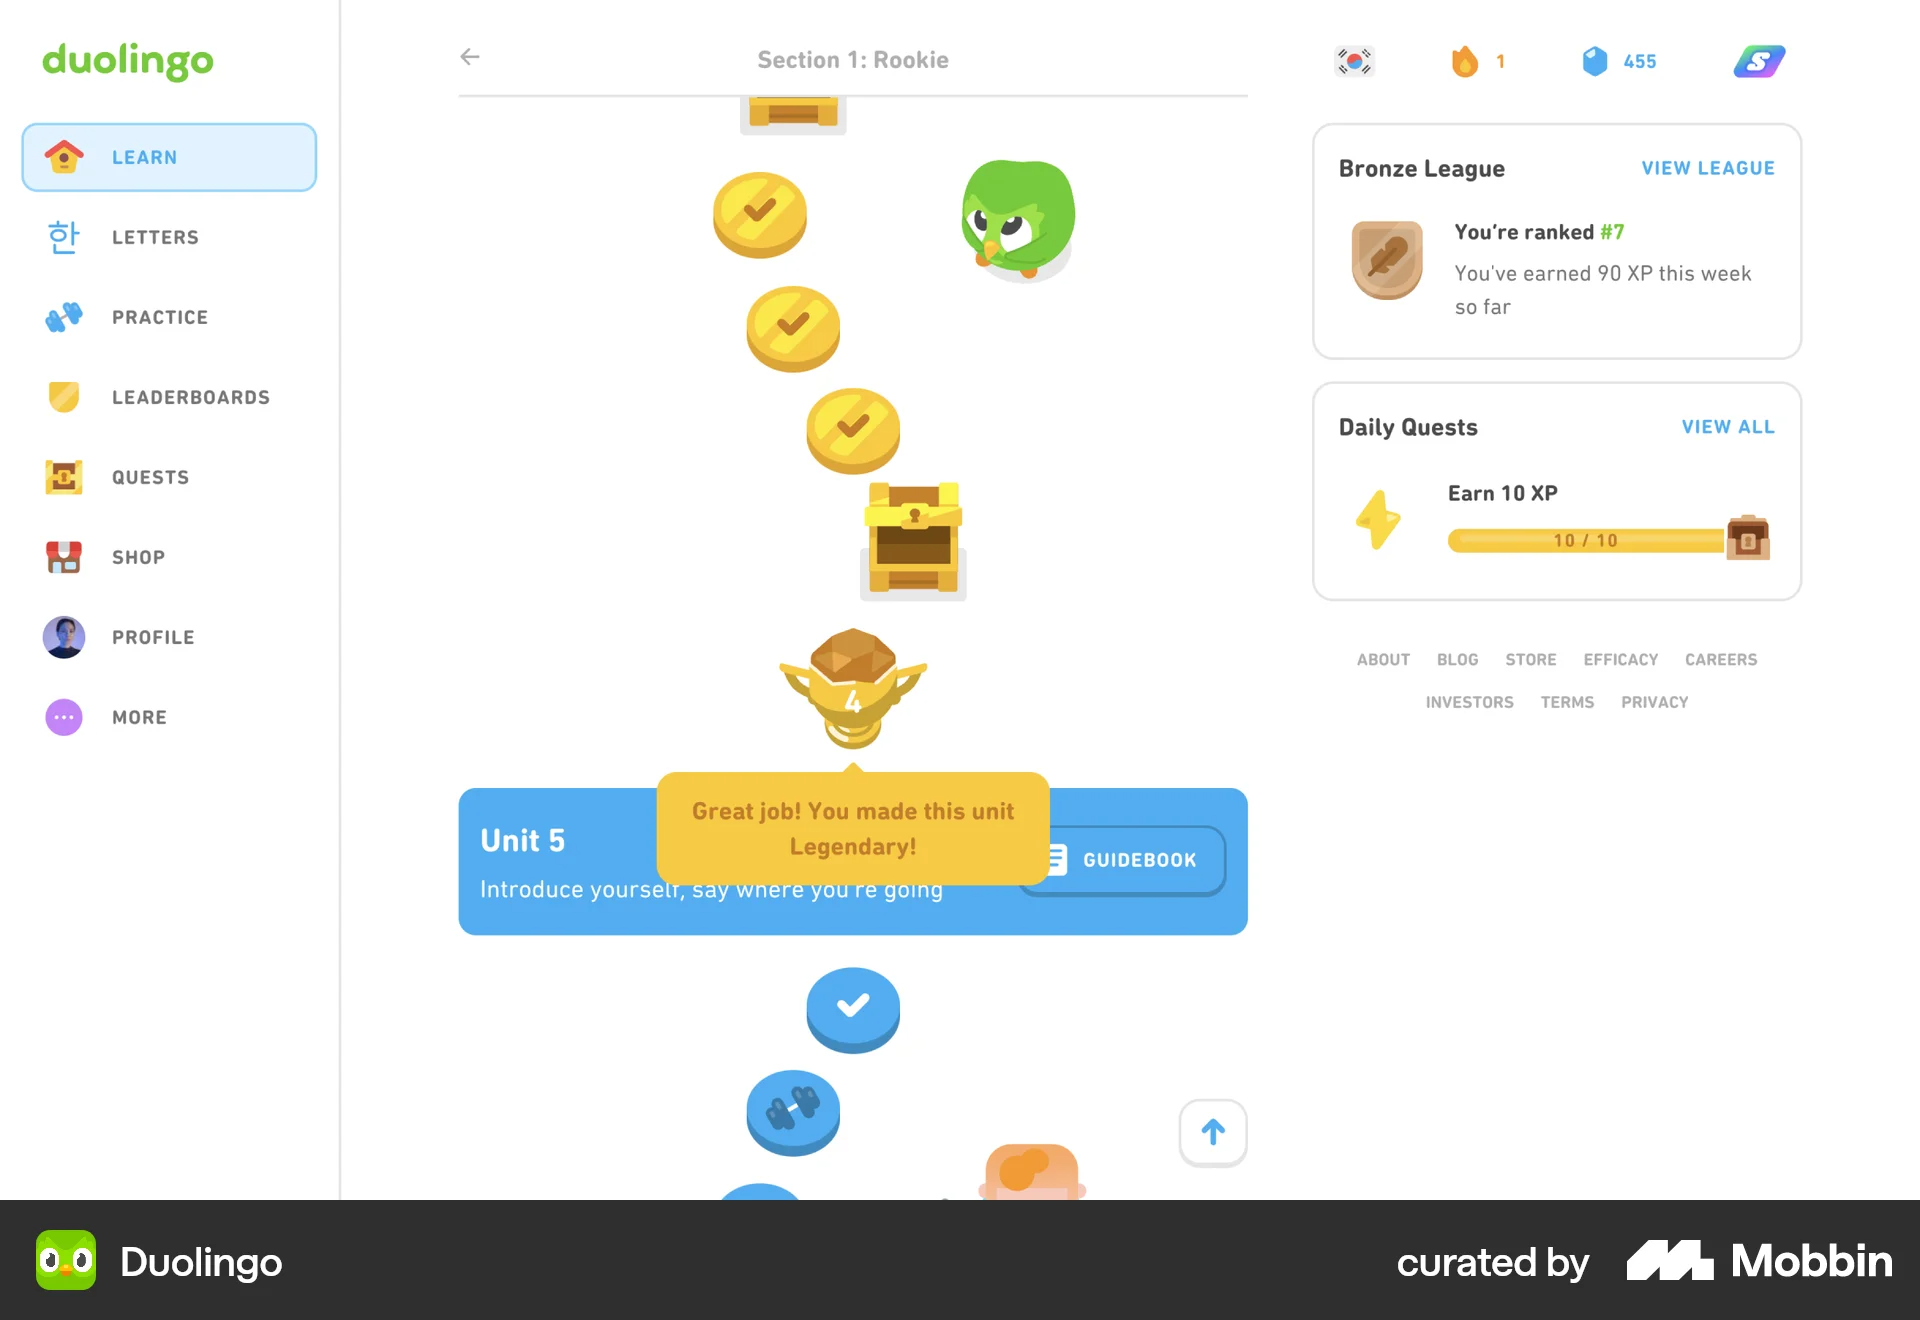 duolingo
LEARN
한
LETTERS
PRACTICE
LEADERBOARDS
QUESTS
SHOP
PROFILE
MORE
Section 1: Rookie
4
Great job! You made this unit
Legendary!
Unit 5
Introduce yourself, say where you're going
GUIDEBOOK
1
455
S
Bronze League
VIEW LEAGUE
You’re ranked #7
You've earned 90 XP this week
so far
Daily Quests
VIEW ALL
Earn 10 XP
10 / 10
ABOUT BLOG STORE EFFICACY CAREERS
INVESTORS TERMS PRIVACY
Duolingo
curated by Mobbin